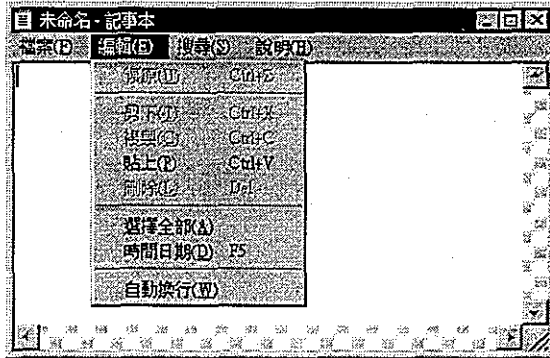 未命名 - 記事本
檔案(F) 編輯(E) 搜尋(S) 說明(H)
復原(U) Ctrl+Z
剪下(T) Ctrl+X
複製(C) Ctrl+C
貼上(P) Ctrl+V
刪除(L) Del
選擇全部(A)
時間日期(D) F5
自動換行(W)